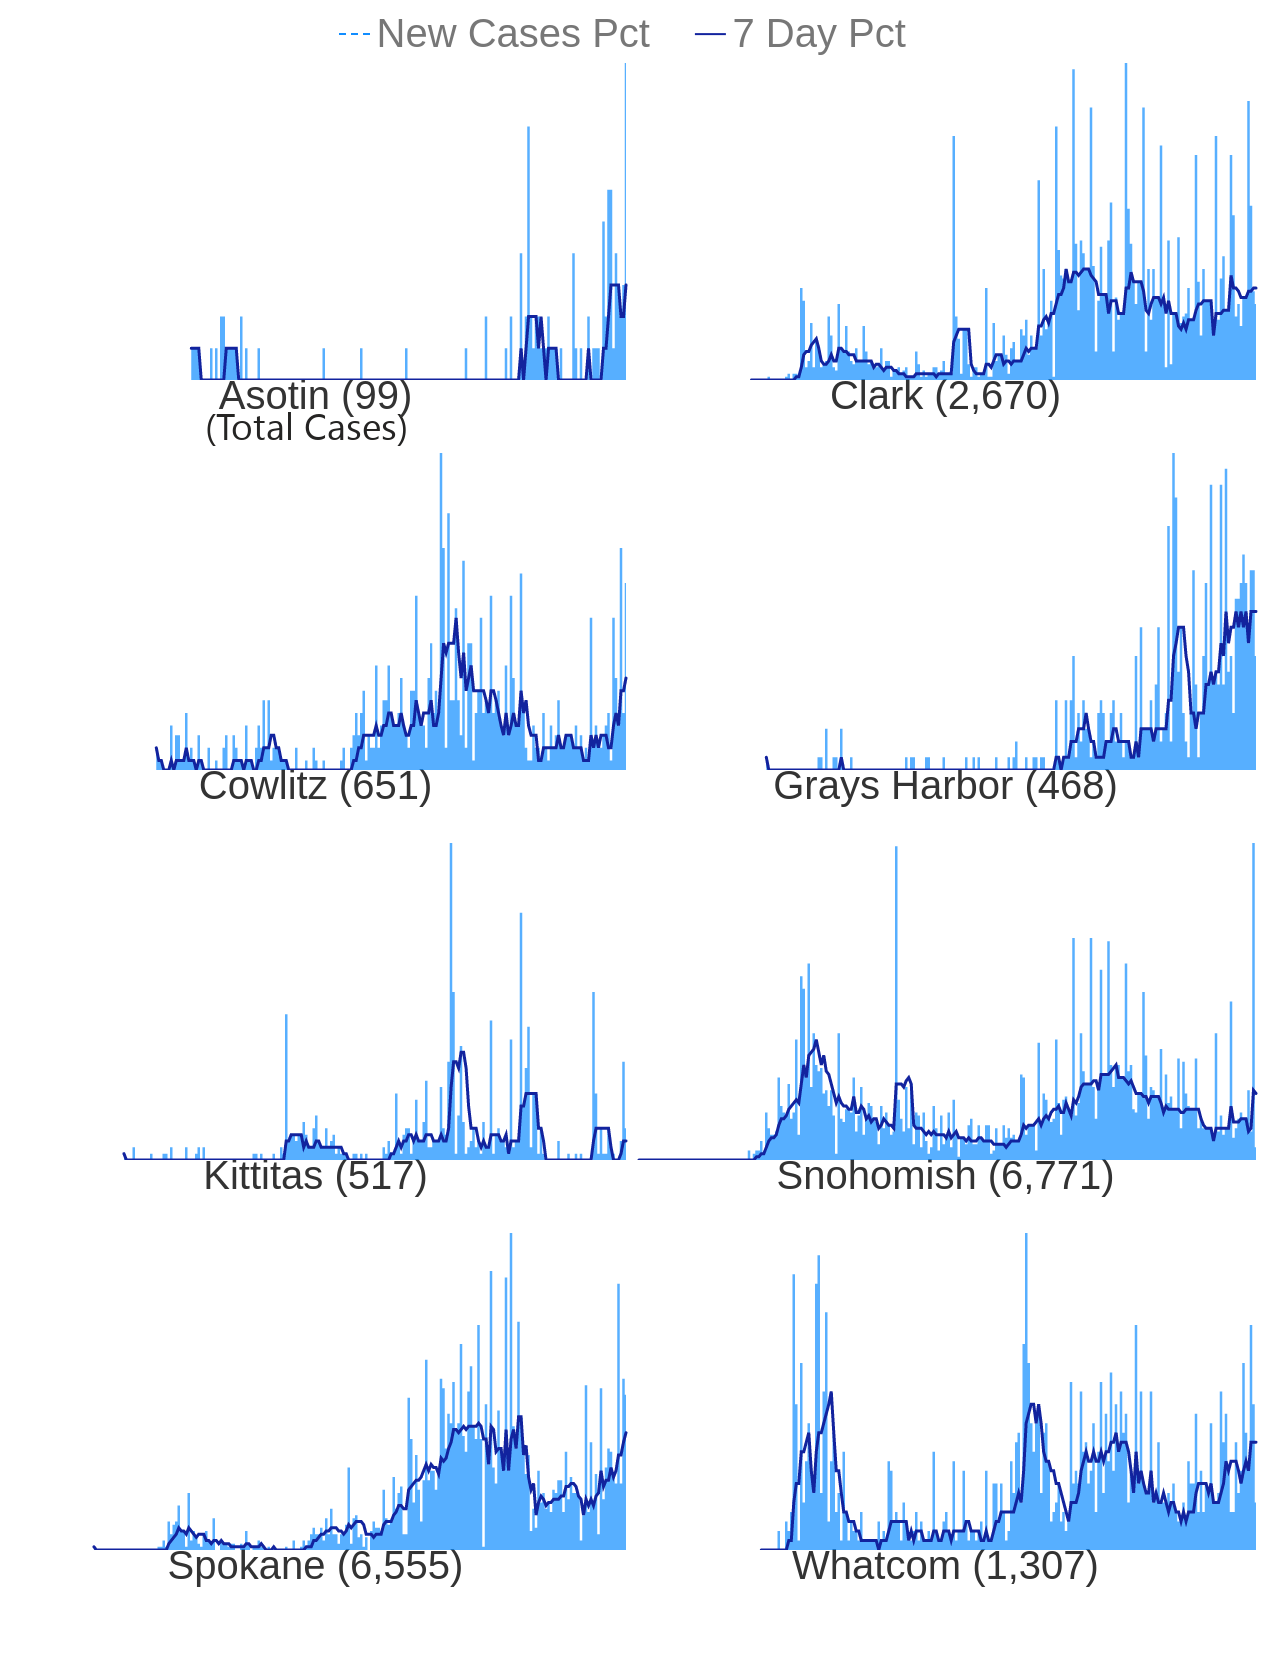 New Cases Pct 7 Day Pct
Asotin (99) Clark (2,670)
(Total Cases)
Cowlitz (651) Grays Harbor (468)
Kittitas (517) Snohomish (6,771)
Spokane (6,555) Whatcom (1,307)